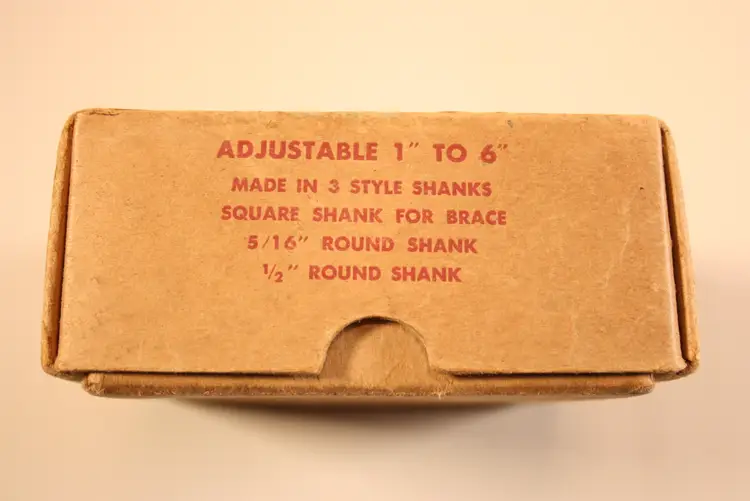 ADJUSTABLE 1" TO 6"
MADE IN 3 STYLE SHANKS
SQUARE SHANK FOR BRACE
5/16" ROUND SHANK
1/2" ROUND SHANK